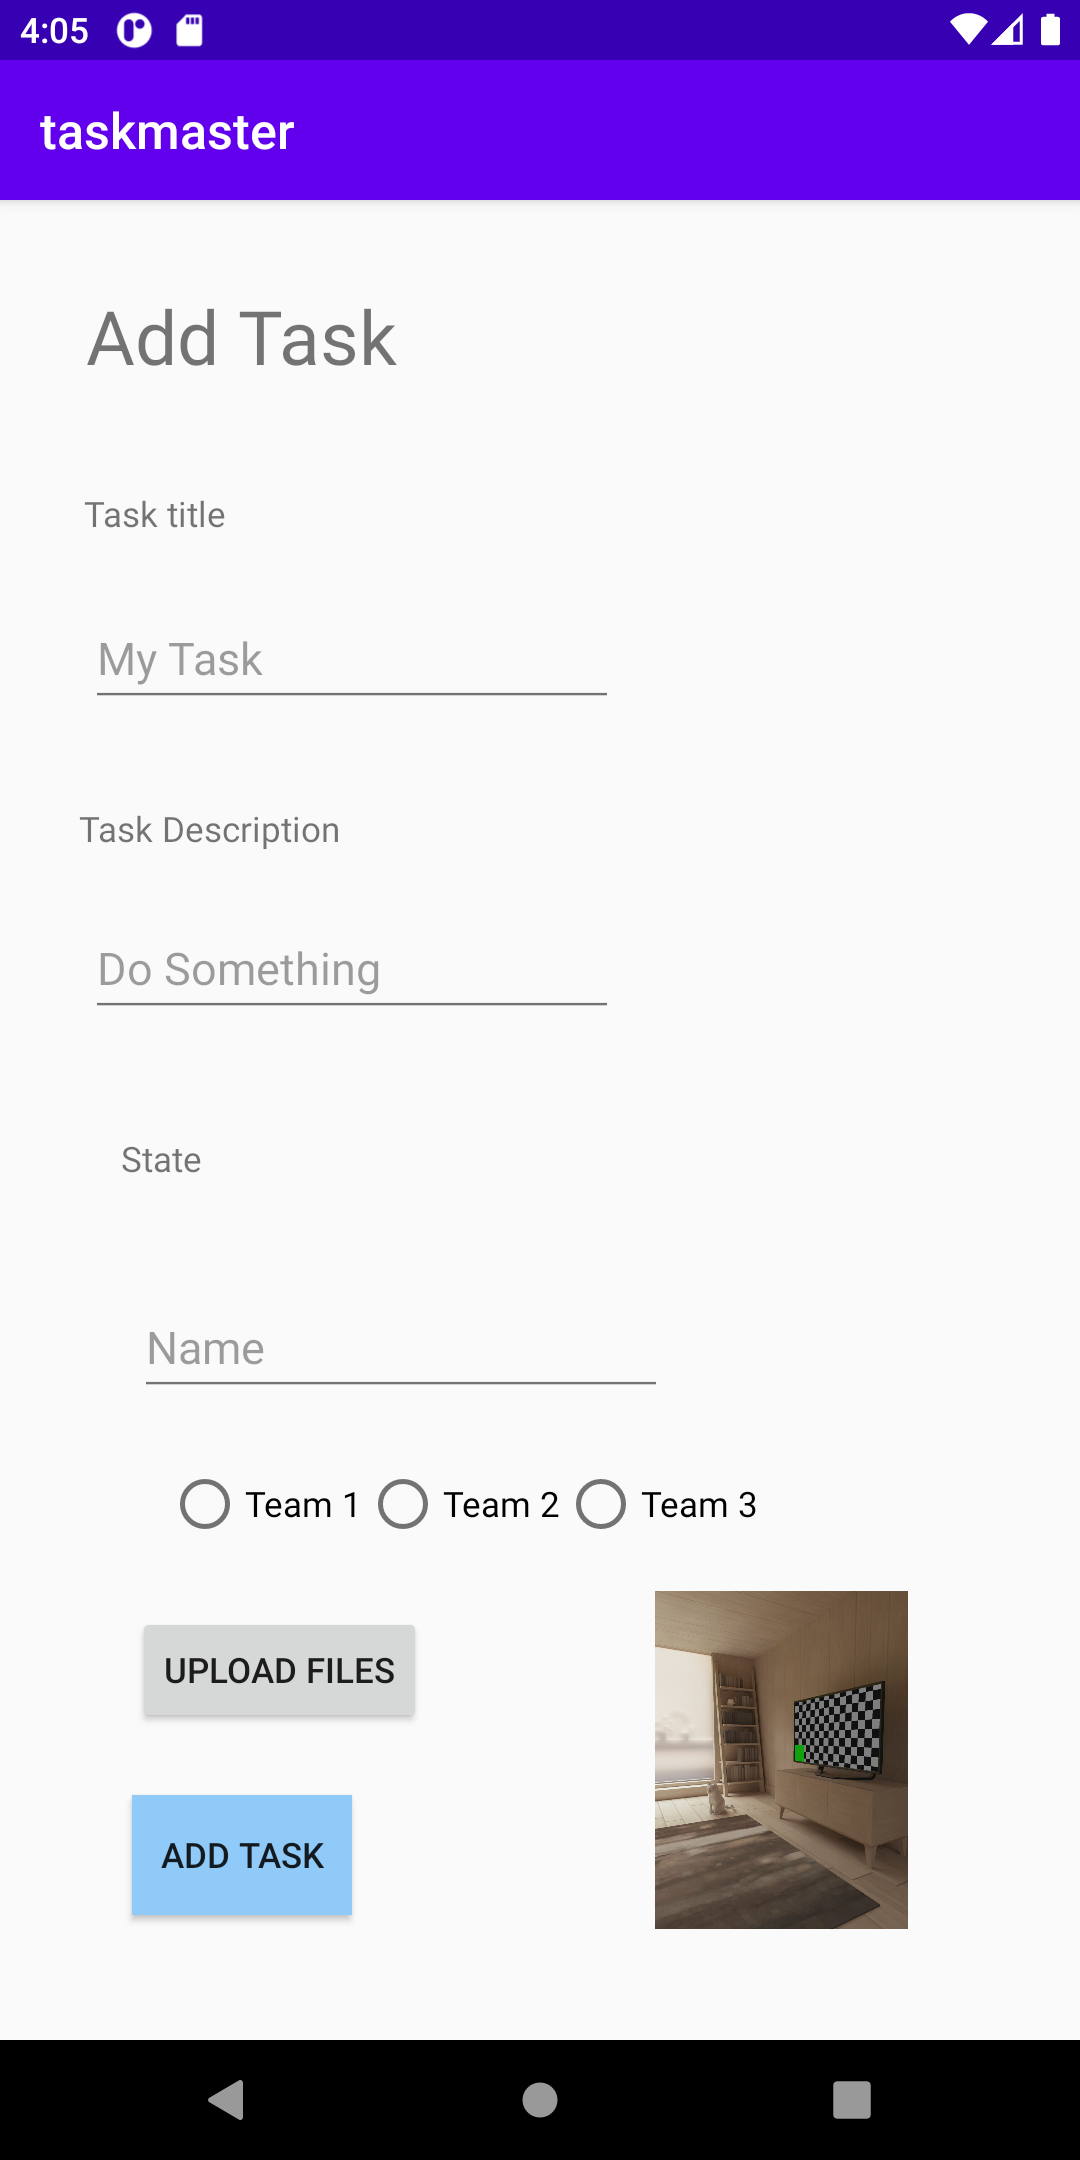 4:05
taskmaster
Add Task
Task title
My Task
Task Description
Do Something
State
Name
Team 1 Team 2 Team 3
UPLOAD FILES
ADD TASK